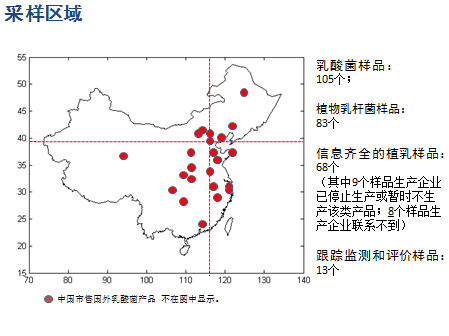 采样区域
乳酸菌样品：
105个；
植物乳杆菌样品：
83个
信息齐全的植乳样品：
68个
（其中9个样品生产企业
已停止生产或暂时不生
产该类产品；8个样品生
产企业联系不到）
跟踪监测和评价样品：
13个
55
50
45
40
35
30
25
20
15
70 80 90 100 110 120 130 140
中国市售国外乳酸菌产品 不在图中显示。